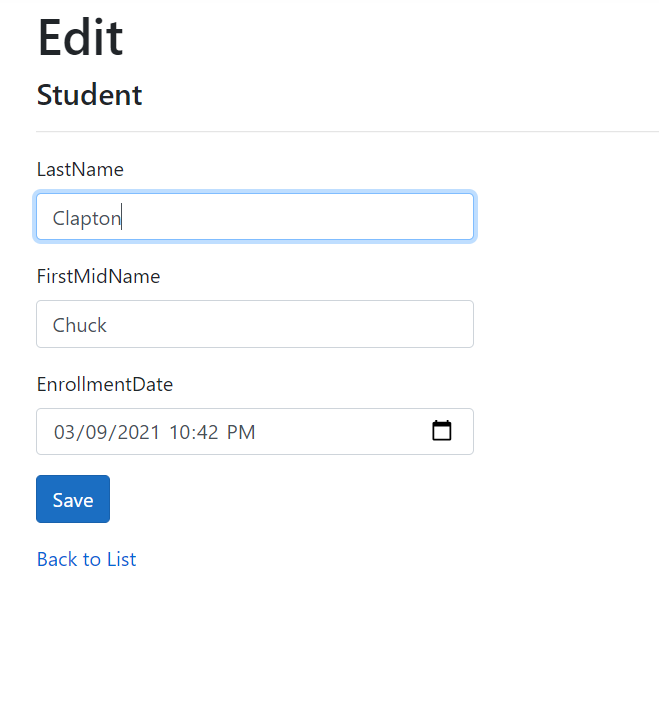 Edit
Student
LastName
Clapton
FirstMidName
Chuck
EnrollmentDate
03/09/2021 10:42 PM
Save
Back to List